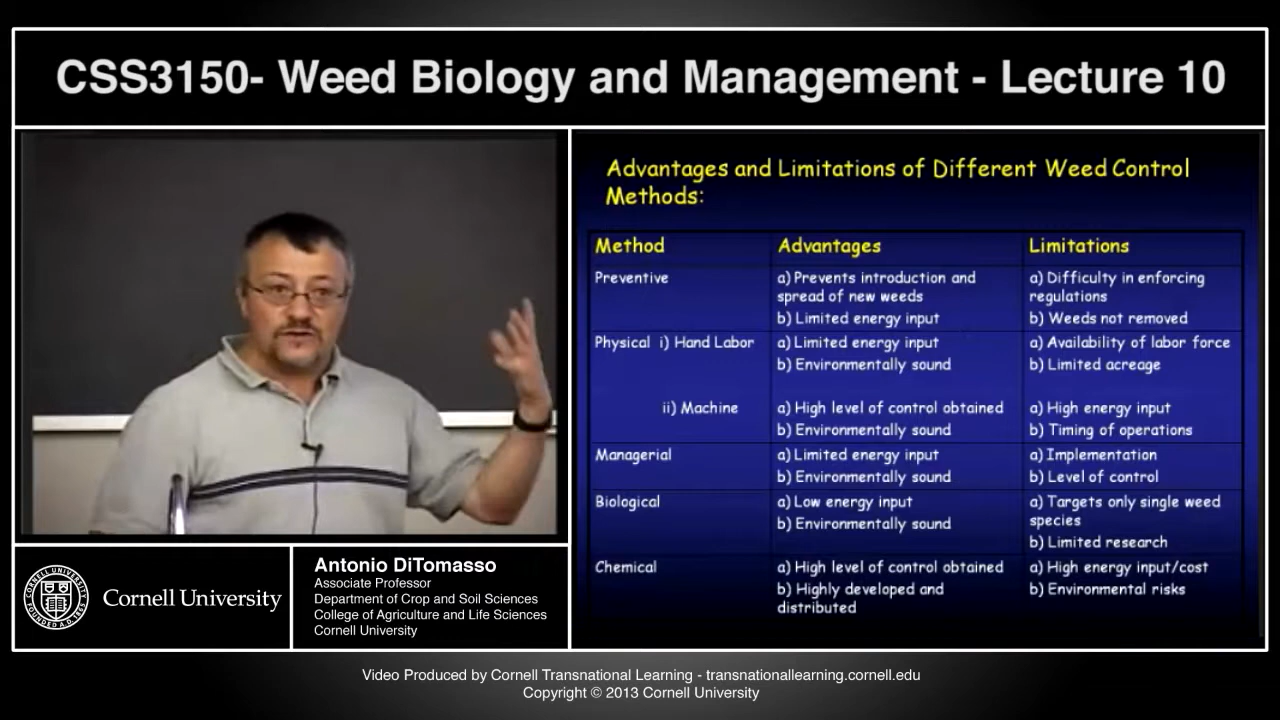 CSS3150- Weed Biology and Management - Lecture 10
Advantages and Limitations of Different Weed Control
Methods:
Method Advantages Limitations
Preventive a) Prevents introduction and a) Difficulty in enforcing
spread of new weeds regulations
b) Limited energy input b) Weeds not removed
Physical i) Hand Labor a) Limited energy input a) Availability of labor force
b) Environmentally sound b) Limited acreage
ii) Machine a) High level of control obtained a) High energy input
b) Environmentally sound b) Timing of operations
Managerial a) Limited energy input a) Implementation
b) Environmentally sound b) Level of control
Biological a) Low energy input a) Targets only single weed
b) Environmentally sound species
b) Limited research
Chemical a) High level of control obtained a) High energy input/cost
b) Highly developed and b) Environmental risks
distributed
Cornell University
Antonio DiTomasso
Associate Professor
Department of Crop and Soil Sciences
College of Agriculture and Life Sciences
Cornell University
Video Produced by Cornell Transnational Learning - transnationallearning.cornell.edu
Copyright © 2013 Cornell University